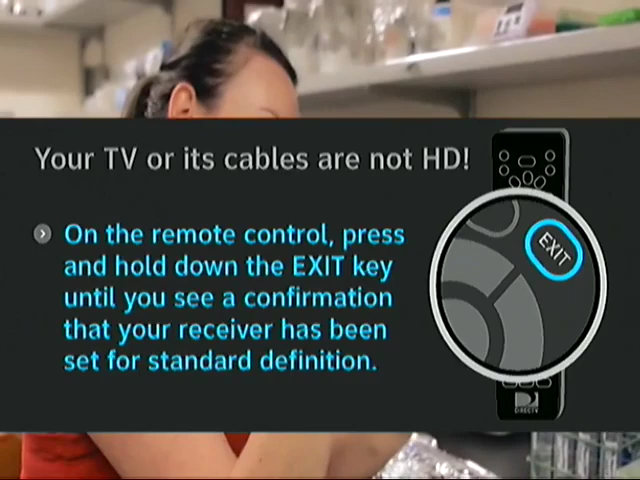 Your TV or its cables are not HD!
On the remote control, press
and hold down the EXIT key
until you see a confirmation
that your receiver has been
set for standard definition.
EXIT
DIRECTV